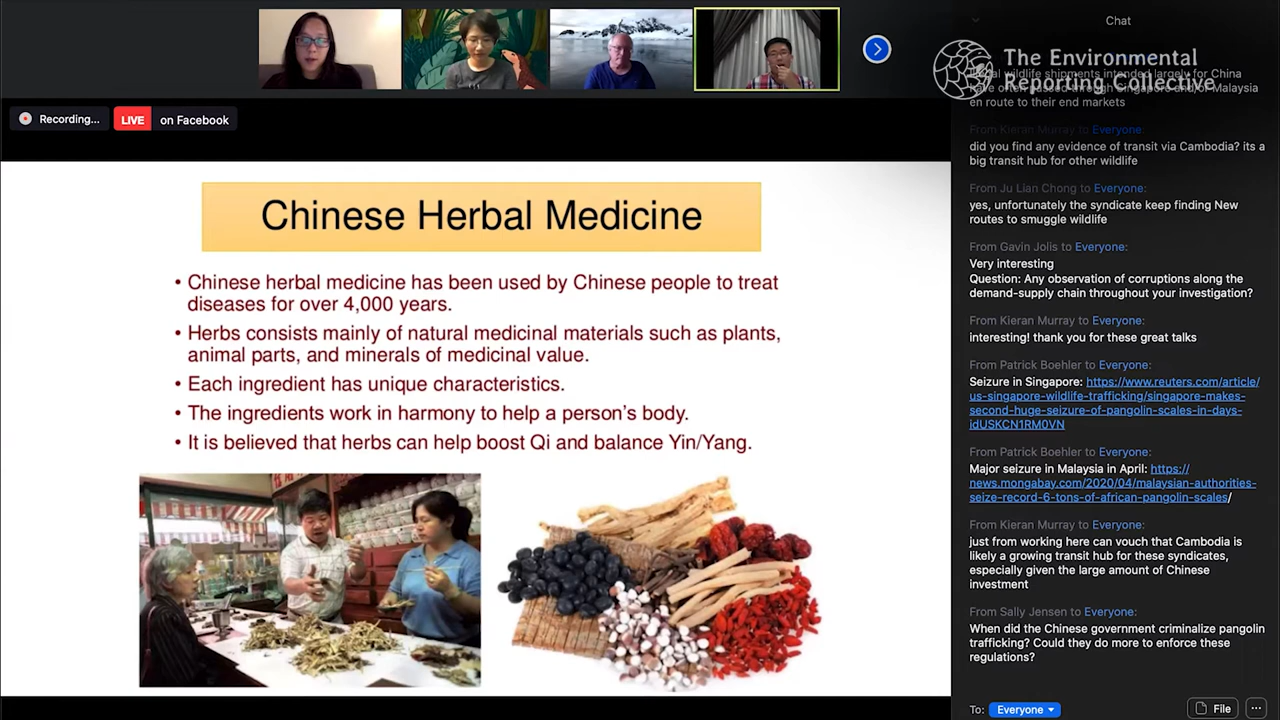 Chat
The Environmental
Reporting Collective
wildlife shipments intended largely for China
en route to their end markets
From Kieran Murray to Everyone:
did you find any evidence of transit via Cambodia? its a
big transit hub for other wildlife
From Ju Lian Chong to Everyone:
yes, unfortunately the syndicate keep finding New
routes to smuggle wildlife
From Gavin Jolis to Everyone:
Very interesting
Question: Any observation of corruptions along the
demand-supply chain throughout your investigation?
From Kieran Murray to Everyone:
interesting! thank you for these great talks
From Patrick Boehler to Everyone:
Seizure in Singapore: https://www.reuters.com/article/
us-singapore-wildlife-trafficking/singapore-makes-
second-huge-seizure-of-pangolin-scales-in-days-
idUSKCN1RM0VN
From Patrick Boehler to Everyone:
Major seizure in Malaysia in April: https://
news.mongabay.com/2020/04/malaysian-authorities-
seize-record-6-tons-of-african-pangolin-scales/
From Kieran Murray to Everyone:
just from working here can vouch that Cambodia is
likely a growing transit hub for these syndicates,
especially given the large amount of Chinese
investment
From Sally Jensen to Everyone:
When did the Chinese government criminalize pangolin
trafficking? Could they do more to enforce these
regulations?
To: Everyone
File
Recording...
LIVE on Facebook
Chinese Herbal Medicine
• Chinese herbal medicine has been used by Chinese people to treat
diseases for over 4,000 years.
• Herbs consists mainly of natural medicinal materials such as plants,
animal parts, and minerals of medicinal value.
• Each ingredient has unique characteristics.
• The ingredients work in harmony to help a person's body.
• It is believed that herbs can help boost Qi and balance Yin/Yang.